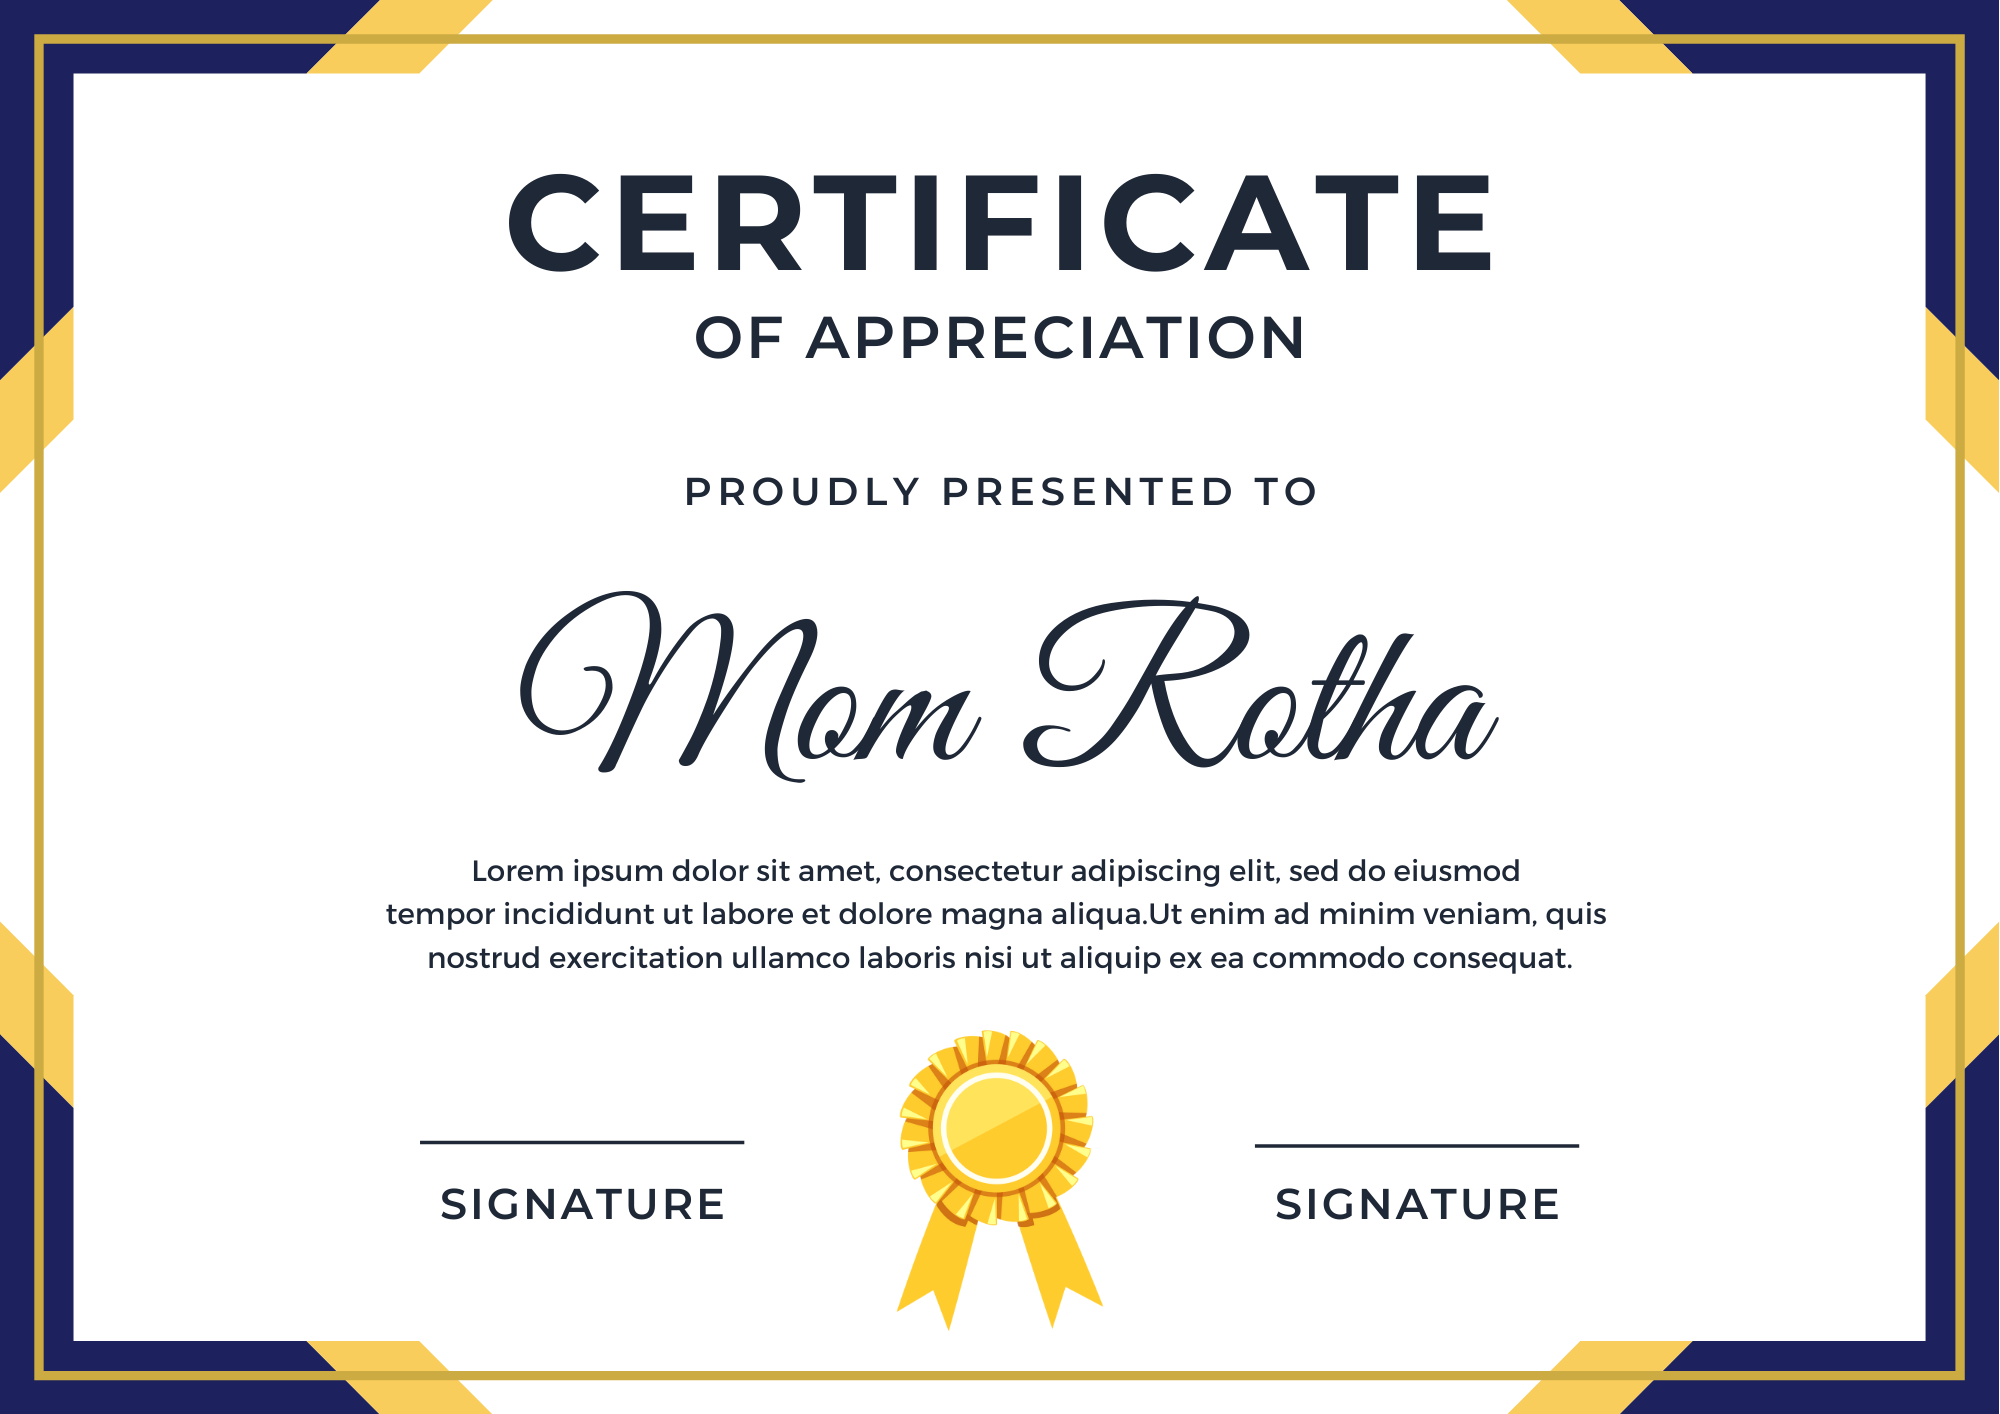 CERTIFICATE
OF APPRECIATION
PROUDLY PRESENTED TO
Mom Rotha
Lorem ipsum dolor sit amet, consectetur adipiscing elit, sed do eiusmod
tempor incididunt ut labore et dolore magna aliqua.Ut enim ad minim veniam, quis
nostrud exercitation ullamco laboris nisi ut aliquip ex ea commodo consequat.
SIGNATURE
SIGNATURE